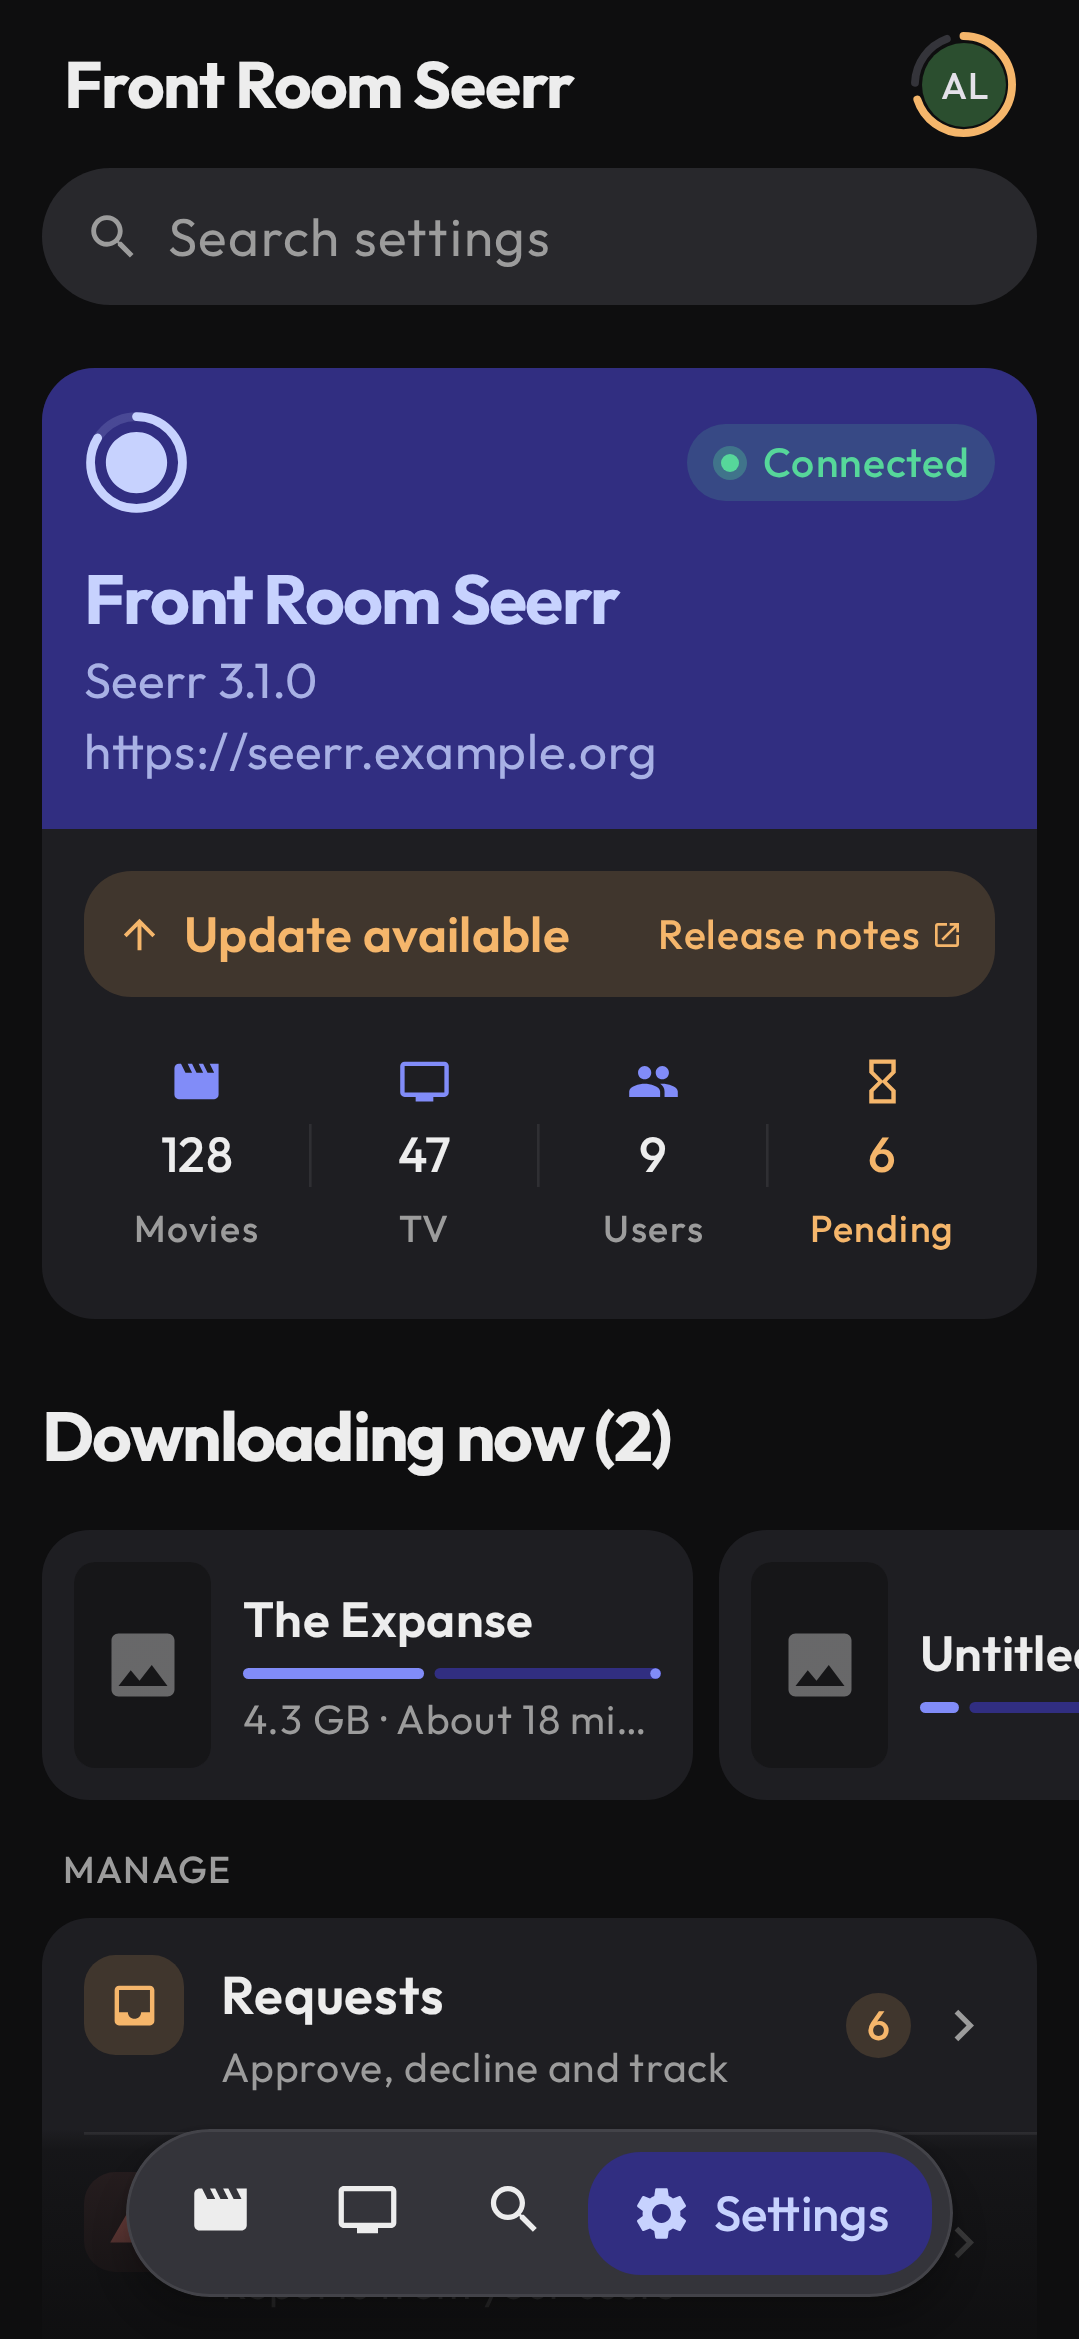 Front Room Seerr
AL
Search settings
Connected
Front Room Seerr
Seerr 3.1.0
https://seerr.example.org
Update available
Release notes
128
47
9
6
Movies
TV
Users
Pending
Downloading now (2)
The Expanse
4.3 GB · About 18 mi...
Untitled
MANAGE
Requests
Approve, decline and track
6
Settings